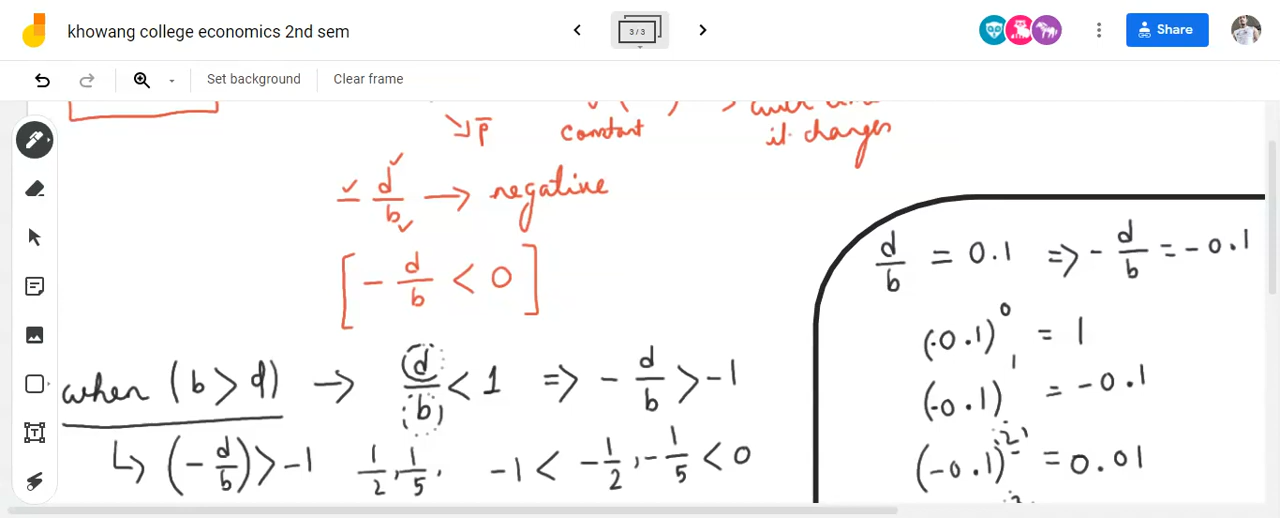 khowang college economics 2nd sem
3 / 3
Share
Set background
Clear frame
p̄ constant it changes
- d/b → negative
[ - d/b < 0 ]
when (b > d) → d/b < 1 ⇒ - d/b > -1
↳ (- d/b) > -1 1/2, 1/5, -1 < -1/2, -1/5 < 0
d/b = 0.1 ⇒ - d/b = -0.1
(-0.1)⁰ = 1
(-0.1)¹ = -0.1
(-0.1)² = 0.01